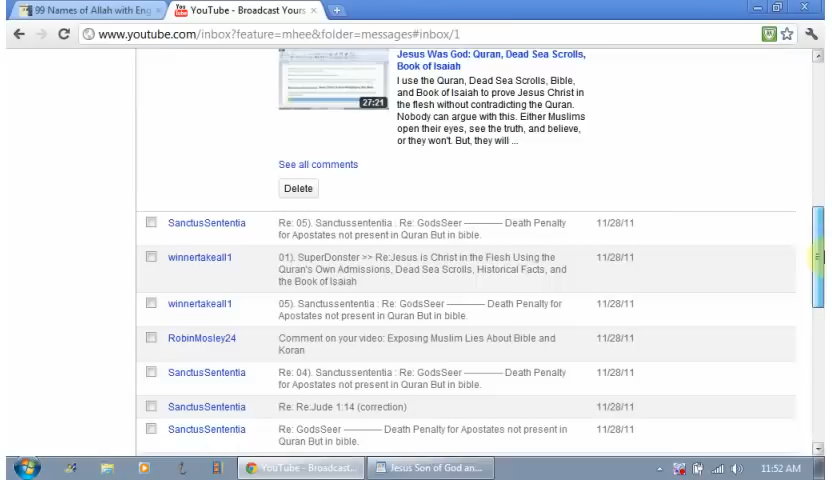 99 Names of Allah with Eng
YouTube - Broadcast Yours
www.youtube.com/inbox?feature=mhee&folder=messages#inbox/1
Jesus Was God: Quran, Dead Sea Scrolls,
Book of Isaiah
I use the Quran, Dead Sea Scrolls, Bible,
and Book of Isaiah to prove Jesus Christ in
the flesh without contradicting the Quran.
Nobody can argue with this. Either Muslims
open their eyes, see the truth, and believe,
or they won't. But, they will ...
27:21
See all comments
Delete
SanctusSententia Re: 05). Sanctussententia : Re: GodsSeer ———— Death Penalty 11/28/11
for Apostates not present in Quran But in bible.
winnertakeall1 01). SuperDonster >> Re:Jesus is Christ in the Flesh Using the 11/28/11
Quran's Own Admissions, Dead Sea Scrolls, Historical Facts, and
the Book of Isaiah
winnertakeall1 05). Sanctussententia : Re: GodsSeer ———— Death Penalty for 11/28/11
Apostates not present in Quran But in bible.
RobinMosley24 Comment on your video: Exposing Muslim Lies About Bible and 11/28/11
Koran
SanctusSententia Re: 04). Sanctussententia : Re: GodsSeer ———— Death Penalty 11/28/11
for Apostates not present in Quran But in bible.
SanctusSententia Re: Re:Jude 1:14 (correction) 11/28/11
SanctusSententia Re: GodsSeer ———— Death Penalty for Apostates not present in 11/28/11
Quran But in bible.
YouTube - Broadcast...
Jesus Son of God an...
11:52 AM